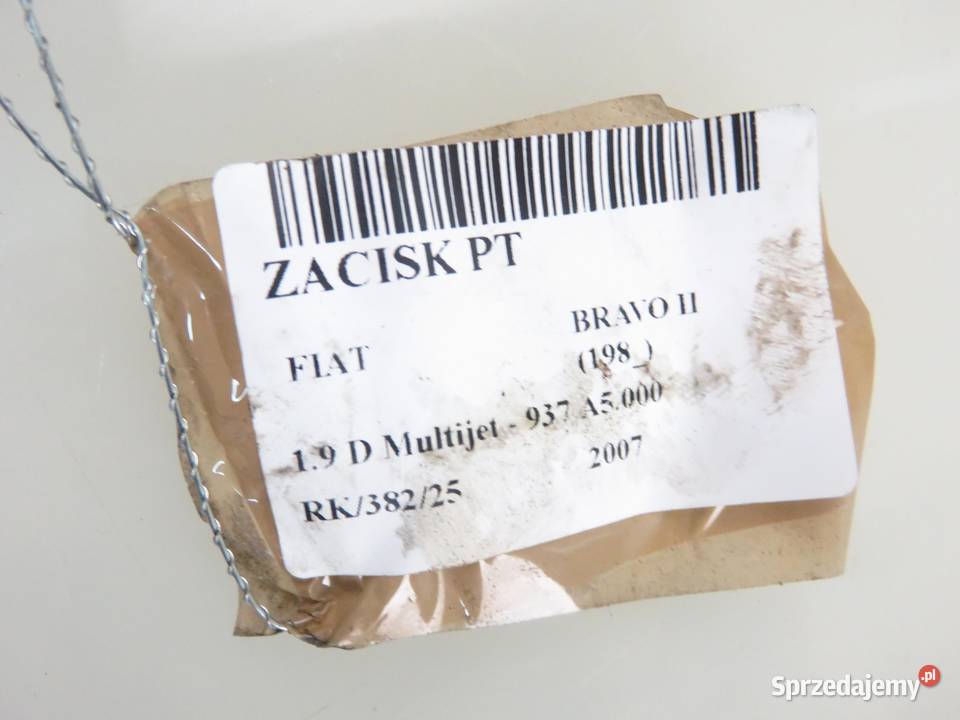 ZACISK PT
FIAT
BRAVO II
(198_)
1.9 D Multijet - 937 A5.000
RK/382/25
2007
Sprzedajemy.pl